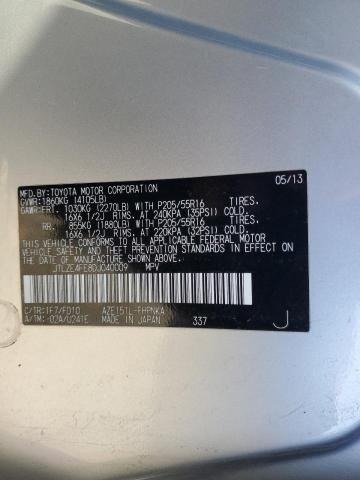 MFD.BY:TOYOTA MOTOR CORPORATION 05/13
GVWR:1860KG (4105LB)
GAWR:FRT. 1030KG (2270LB) WITH P205/55R16 TIRES.
16X6 1/2J RIMS. AT 240KPA (35PSI) COLD.
RR. 855KG (1880LB) WITH P205/55R16 TIRES.
16X6 1/2J RIMS. AT 220KPA (32PSI) COLD.
THIS VEHICLE CONFORMS TO ALL APPLICABLE FEDERAL MOTOR
VEHICLE SAFETY, BUMPER, AND THEFT PREVENTION STANDARDS
IN EFFECT ON THE DATE OF MANUFACTURE SHOWN ABOVE.
JTLZE4FE8DJ040009 MPV
C/TR:1F7/FD10 AZE151L-FHPNKA
A/TM:-02A/U241E MADE IN JAPAN 337 J